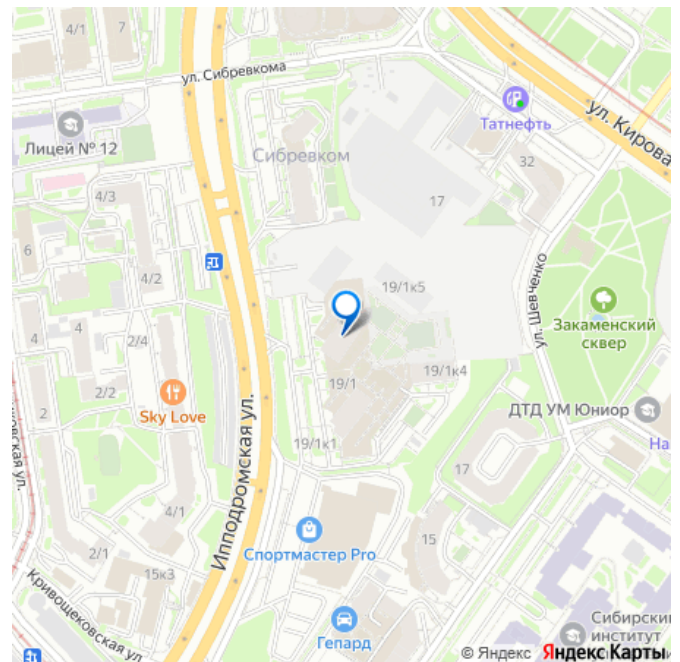 4/1
7
ул. Сибревкома
Татнефть
ул. Кирова
Лицей № 12
Сибревком
32
4/3
17
6
4/2
ул. Шевченко
19/1к5
4
4
2/4
Закаменский
сквер
19/1
19/1к4
2/2
2
Sky Love
ДТД УМ Юниор
На
Ипподромская ул.
19/1к1
17
4/1
Спортмастер Pro
15
2/1
15к3
Кривощековская ул.
Гепард
Сибирски
институт
© Яндекс Яндекс Карты